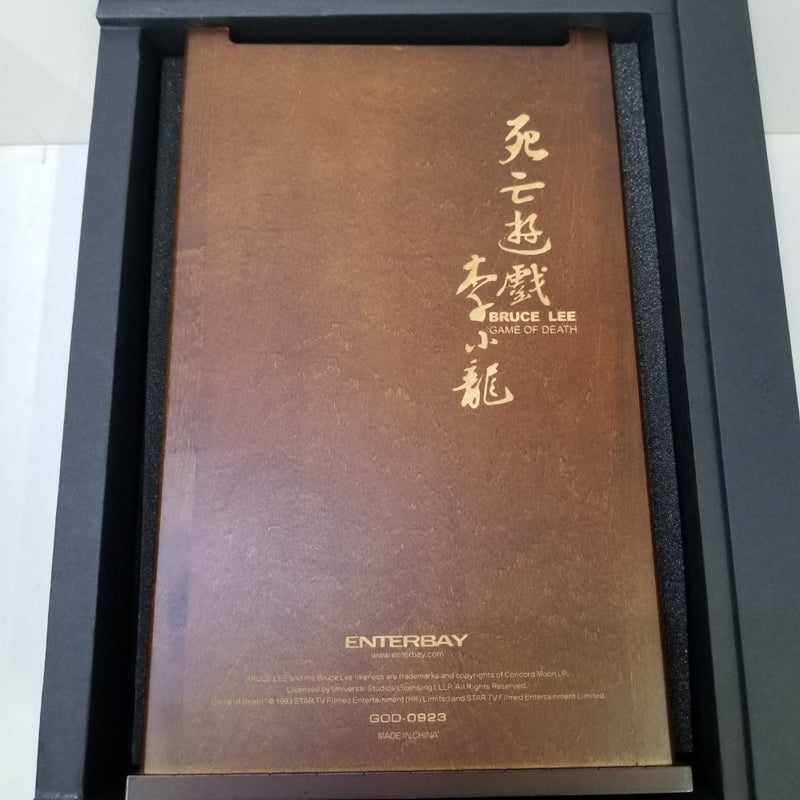 死亡遊戲
李小龍
BRUCE LEE
GAME OF DEATH
ENTERBAY
www.enterbay.com
BRUCE LEE and the Bruce Lee likeness are trademarks and copyrights of Concord Moon LP.
Licensed by Universal Studios Licensing LLLP. All Rights Reserved.
"Game of Death" © 1993 STAR TV Filmed Entertainment (HK) Limited and STAR TV Filmed Entertainment Limited.
GOD-0923
MADE IN CHINA